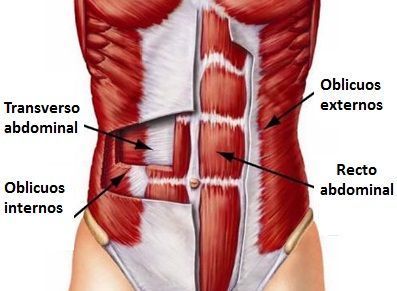 Transverso
abdominal
Oblicuos
internos
Oblicuos
externos
Recto
abdominal